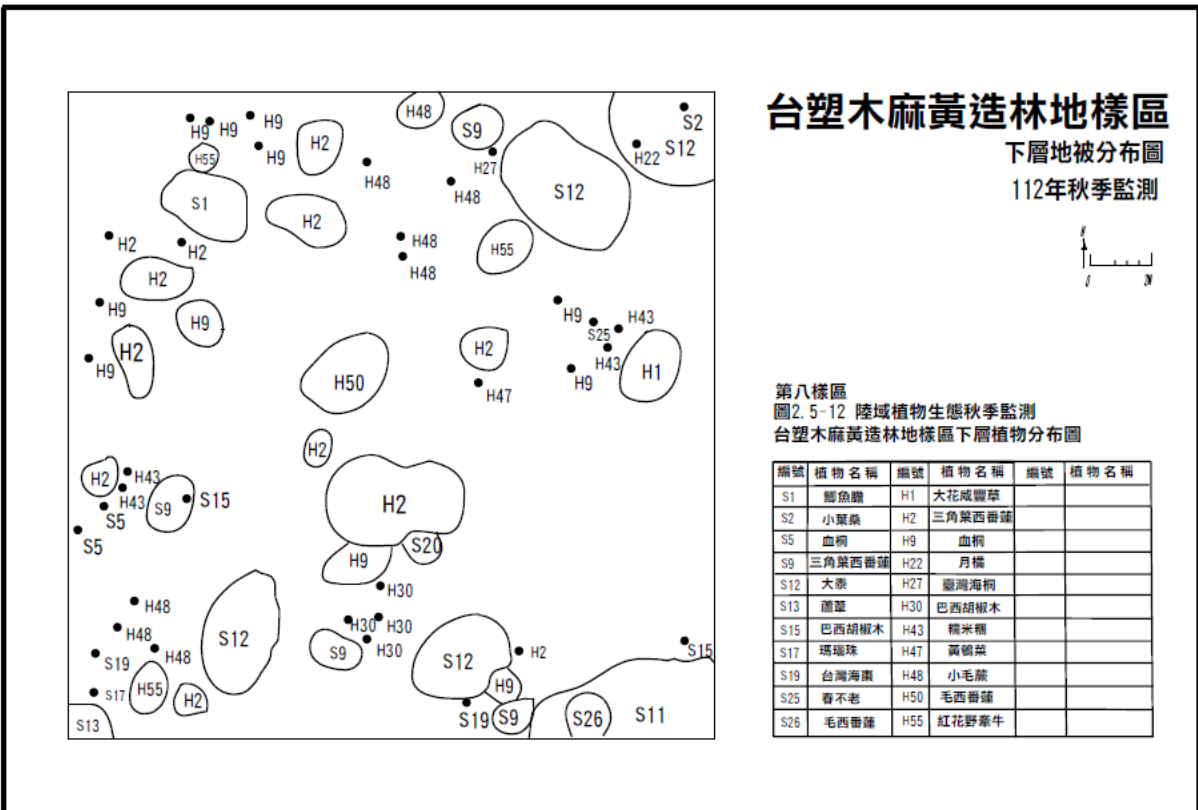 台塑木麻黃造林地樣區
下層地被分布圖
112年秋季監測
N
0 2M
H9 H9 H9
H55
H9
H2
H48
S9
H27
H48
H48
S12
S2
H22 S12
S1
H2
H2
H2
H48
H48
H55
H2
H9
H9
H9
H2
H9
H50
H2
H47
H9
S25
H43
H43
H9
H1
H2
H2
H43
H43
S5
S9
S15
S5
H2
S20
H9
H30
H30
H30
H30
S9
H48
H48
H48
S19
S17
H55
H2
S13
S12
S12
H2
H9
S19
S9
S15
S26
S11
第八樣區
圖2.5-12 陸域植物生態秋季監測
台塑木麻黃造林地樣區下層植物分布圖
編號 植物名稱 編號 植物名稱 編號 植物名稱
S1 鯽魚膽 H1 大花咸豐草
S2 小葉桑 H2 三角葉西番蓮
S5 血桐 H9 血桐
S9 三角葉西番蓮 H22 月橘
S12 大黍 H27 臺灣海桐
S13 蘆葦 H30 巴西胡椒木
S15 巴西胡椒木 H43 糯米糰
S17 瑪瑙珠 H47 黃鵪菜
S19 台灣海棗 H48 小毛蕨
S25 春不老 H50 毛西番蓮
S26 毛西番蓮 H55 紅花野牽牛